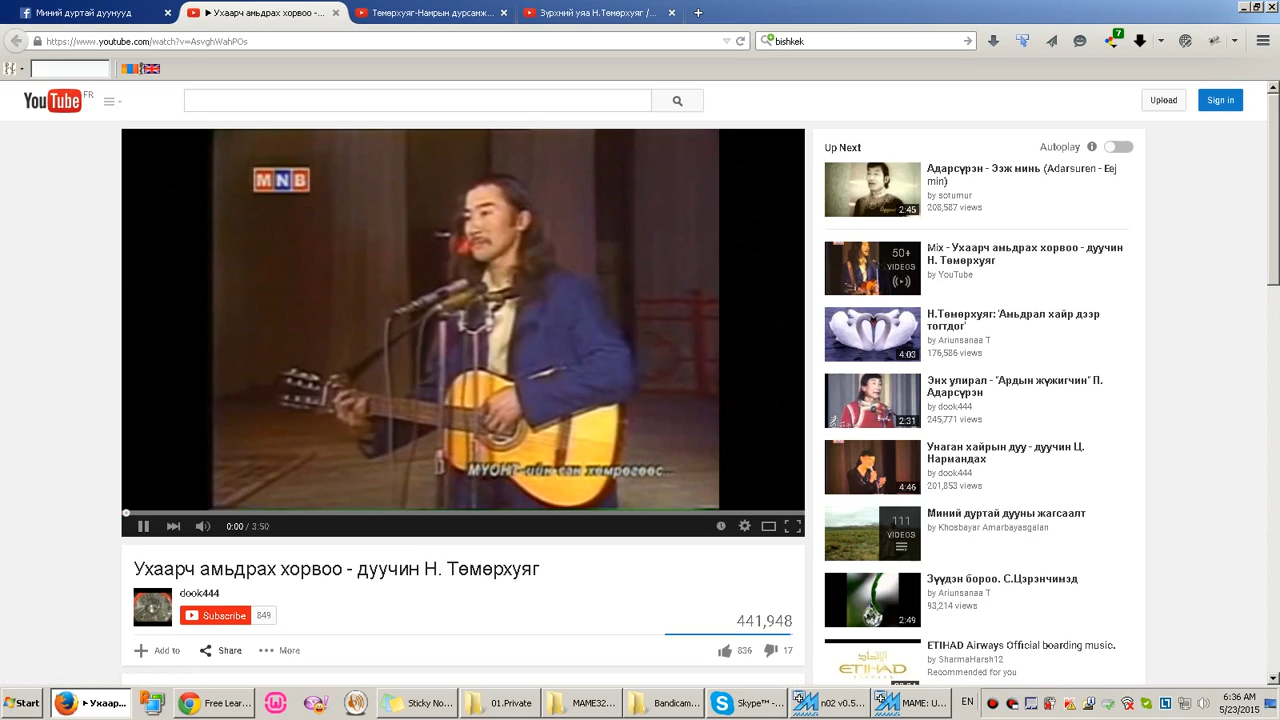 Миний дуртай дуунууд
▶ Ухаарч амьдрах хорвоо -...
Төмөрхуяг-Намрын дурсамж...
Зүрхний уяа Н.Төмөрхуяг /...
https://www.youtube.com/watch?v=AsvghWahPOs
bishkek
7
YouTube FR
Upload
Sign in
MNB
МУОНГ-ийн сан хөмрөгөөс...
0:00 / 3:50
Ухаарч амьдрах хорвоо - дуучин Н. Төмөрхуяг
dook444
Subscribe 849
441,948
Add to
Share
More
836
17
Up Next
Autoplay
2:45
Адарсүрэн - Ээж минь (Adarsuren - Eej
min)
by sotumur
208,587 views
50+
VIDEOS
Mix - Ухаарч амьдрах хорвоо - дуучин
Н. Төмөрхуяг
by YouTube
4:03
Н.Төмөрхуяг: 'Амьдрал хайр дээр
тогтдог'
by Ariunsanaa T
176,586 views
2:31
Энх улирал - "Ардын жүжигчин" П.
Адарсүрэн
by dook444
245,771 views
4:46
Унаган хайрын дуу - дуучин Ц.
Нармандах
by dook444
201,853 views
111
VIDEOS
Миний дуртай дууны жагсаалт
by Khosbayar Amarbayasgalan
2:49
Зүүдэн бороо. С.Цэрэнчимэд
by Ariunsanaa T
93,214 views
ETIHAD
ETIHAD Airways Official boarding music.
by SharmaHarsh12
Recommended for you
Start
▶ Ухаар...
Free Lear...
Sticky No...
01.Private
MAME32...
Bandicam...
Skype™ -...
n02 v0.5...
MAME: U...
EN
6:36 AM
5/23/2015